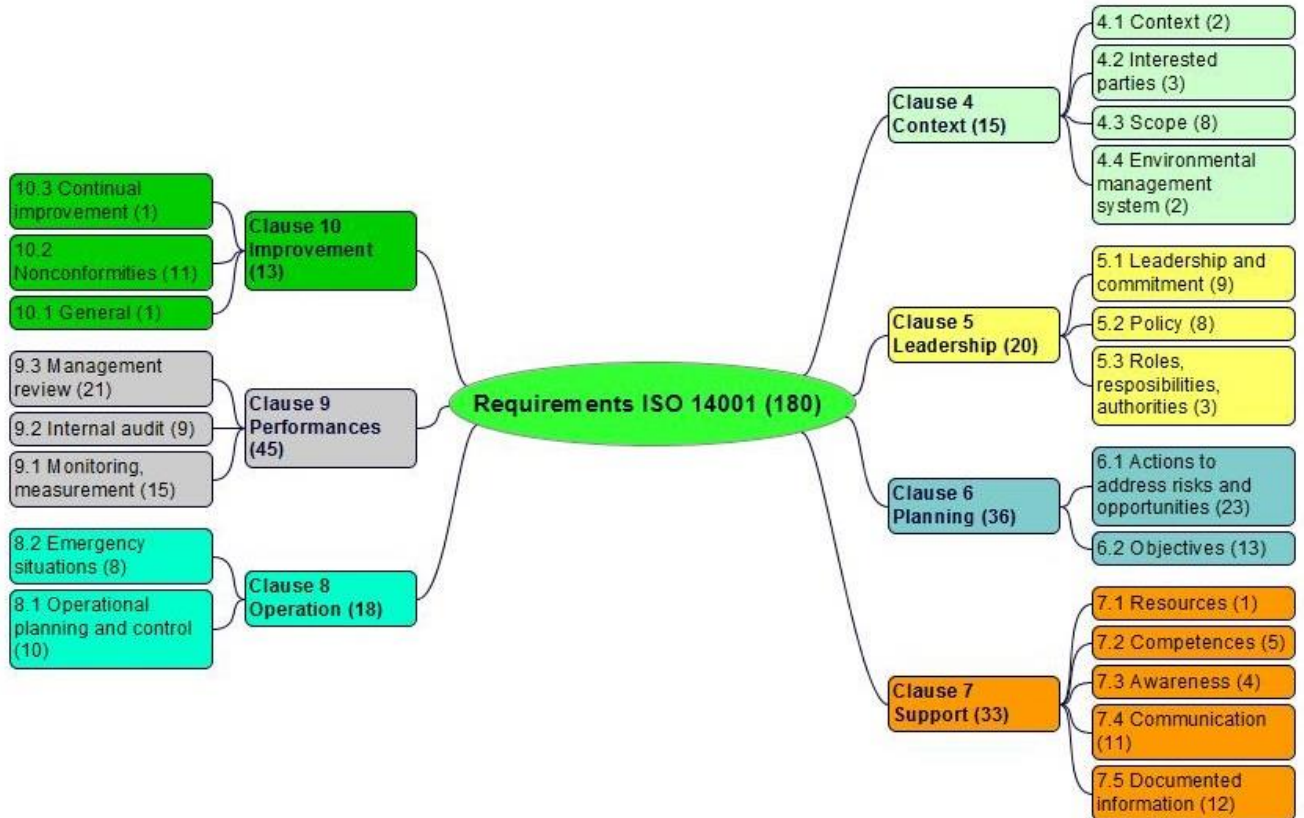 Requirements ISO 14001 (180)
Clause 4
Context (15)
4.1 Context (2)
4.2 Interested
parties (3)
4.3 Scope (8)
4.4 Environmental
management
system (2)
Clause 5
Leadership (20)
5.1 Leadership and
commitment (9)
5.2 Policy (8)
5.3 Roles,
resposibilities,
authorities (3)
Clause 6
Planning (36)
6.1 Actions to
address risks and
opportunities (23)
6.2 Objectives (13)
Clause 7
Support (33)
7.1 Resources (1)
7.2 Competences (5)
7.3 Awareness (4)
7.4 Communication
(11)
7.5 Documented
information (12)
Clause 8
Operation (18)
8.2 Emergency
situations (8)
8.1 Operational
planning and control
(10)
Clause 9
Performances
(45)
9.3 Management
review (21)
9.2 Internal audit (9)
9.1 Monitoring,
measurement (15)
Clause 10
Improvement
(13)
10.3 Continual
improvement (1)
10.2
Nonconformities (11)
10.1 General (1)